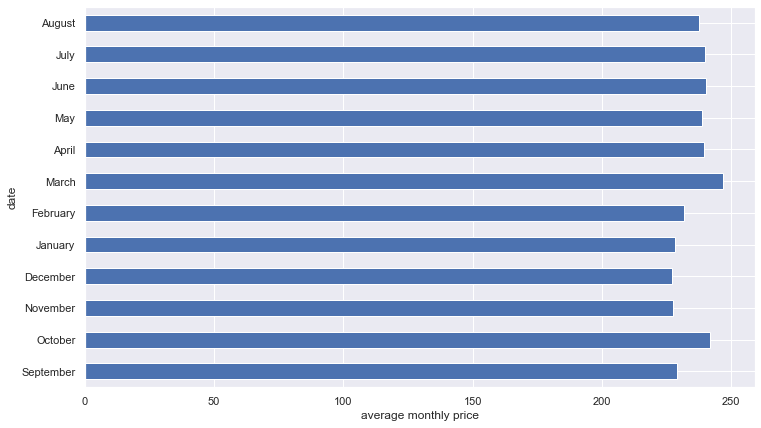 August
July
June
May
April
March
February
January
December
November
October
September
date
0 50 100 150 200 250
average monthly price